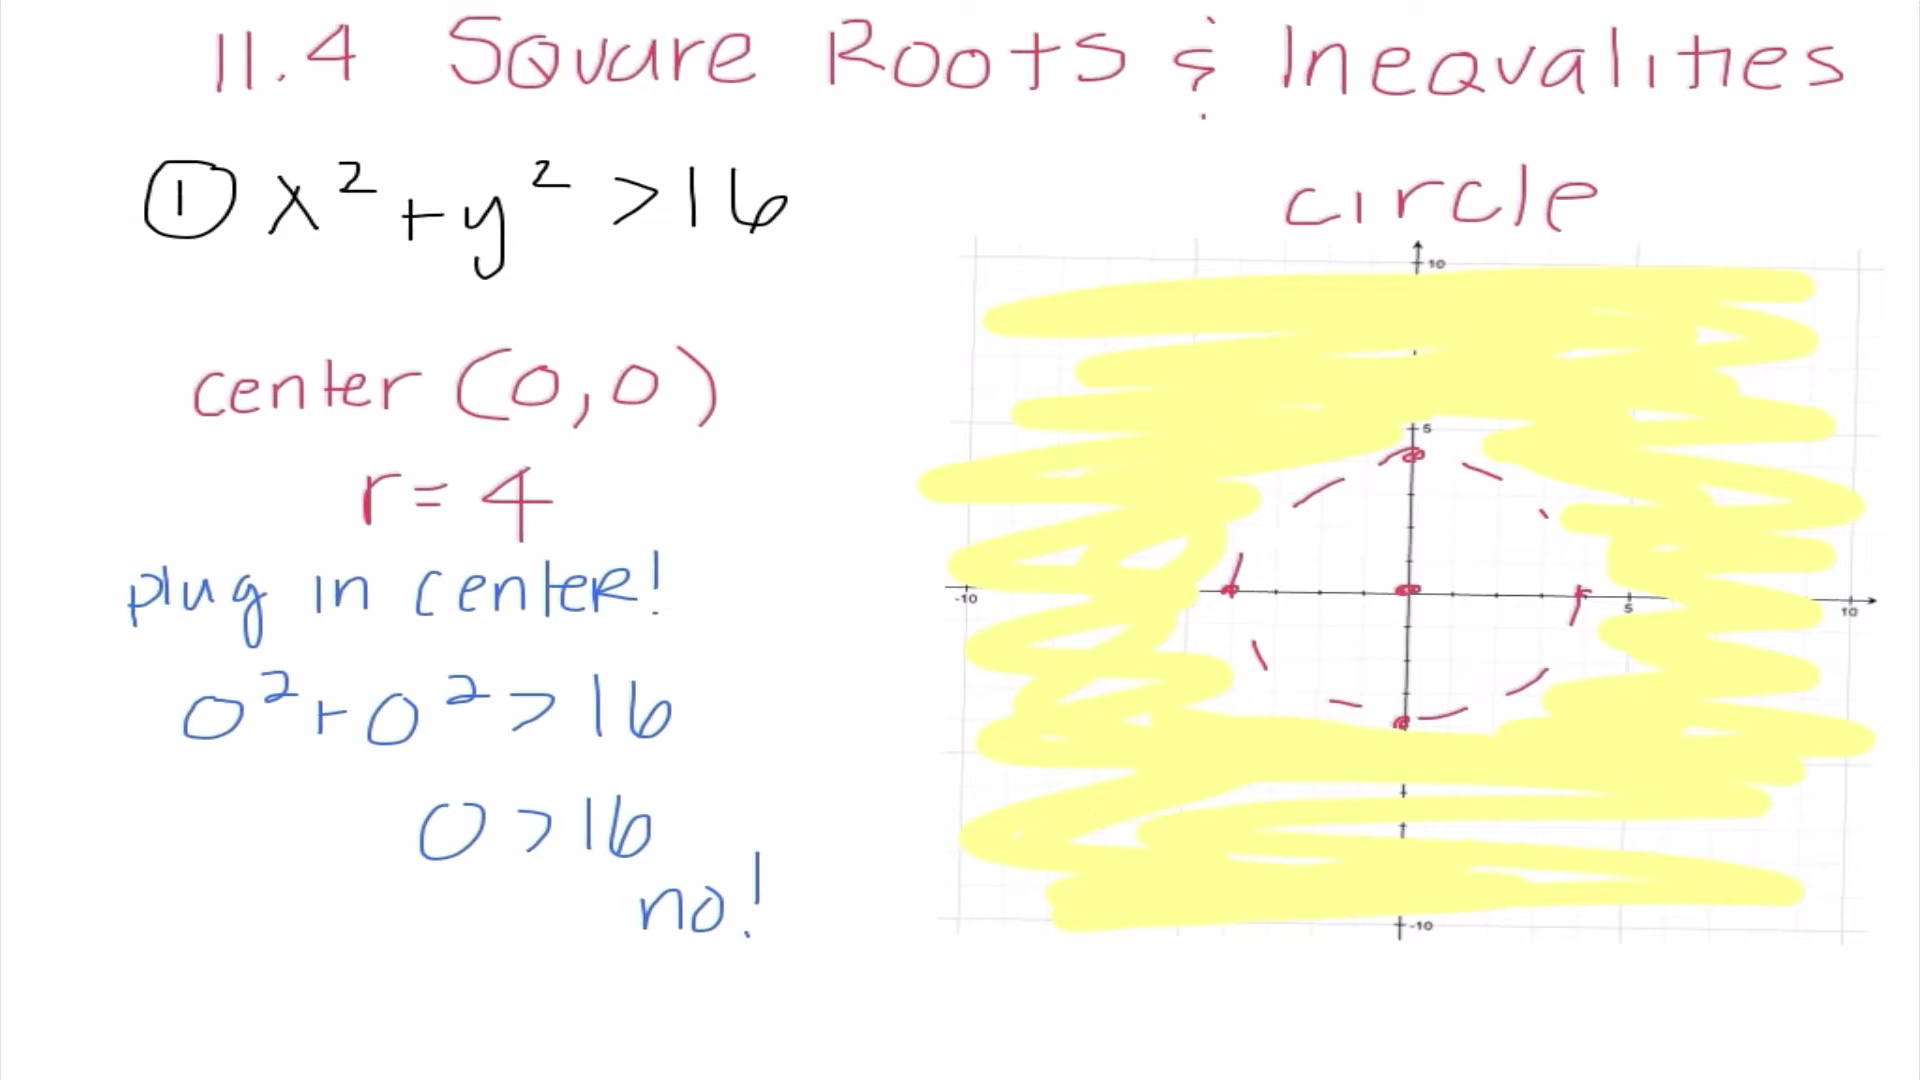 11.4 Square Roots & Inequalities
① x² + y² > 16
circle
center (0,0)
r = 4
plug in center!
0² + 0² > 16
0 > 16
no!
10
5
-10
5
10
-10